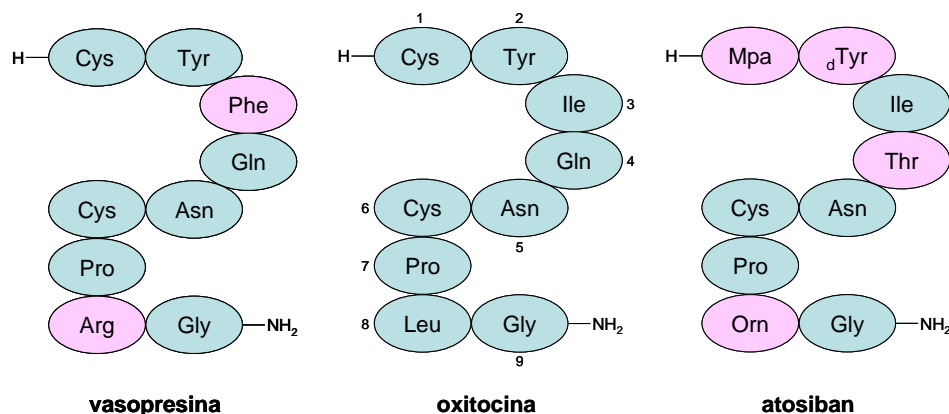 H Cys Tyr
Phe
Gln
Cys Asn
Pro
Arg Gly NH2
vasopresina
1 2
H Cys Tyr
Ile 3
Gln 4
6 Cys Asn
5
7 Pro
8 Leu Gly NH2
9
oxitocina
H Mpa dTyr
Ile
Thr
Cys Asn
Pro
Orn Gly NH2
atosiban